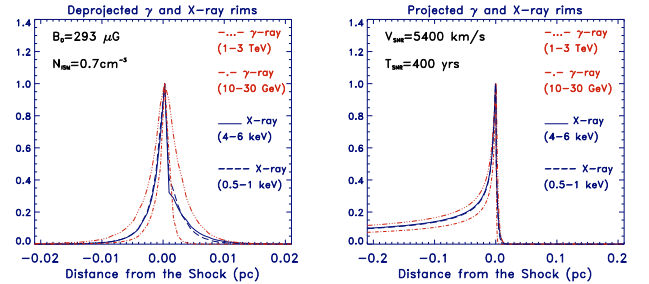 Deprojected γ and X-ray rims
1.4
1.2
1.0
0.8
0.6
0.4
0.2
0.0
B_D=293 μG
N_ISM=0.7cm⁻³
γ-ray
(1-3 TeV)
γ-ray
(10-30 GeV)
X-ray
(4-6 keV)
X-ray
(0.5-1 keV)
-0.02 -0.01 0.00 0.01 0.02
Distance from the Shock (pc)
Projected γ and X-ray rims
1.4
1.2
1.0
0.8
0.6
0.4
0.2
0.0
V_SNR=5400 km/s
T_SNR=400 yrs
γ-ray
(1-3 TeV)
γ-ray
(10-30 GeV)
X-ray
(4-6 keV)
X-ray
(0.5-1 keV)
-0.2 -0.1 0.0 0.1 0.2
Distance from the Shock (pc)